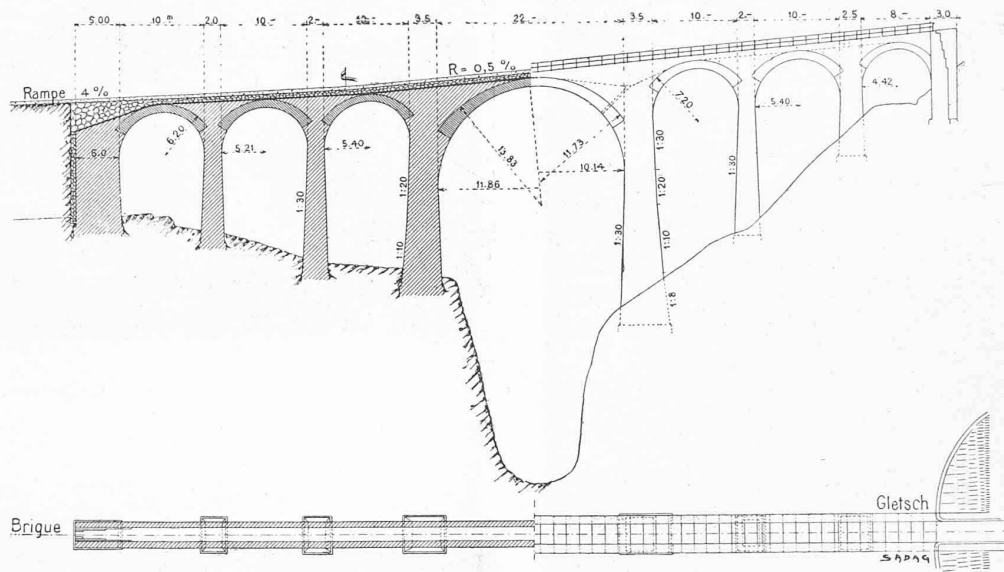 5.00 10 m 2.0 10.- 2.- 10.- 3.5 22.- 3.5 10.- 2.- 10.- 2.5 8.- 3.0
Rampe 4 % R = 0,5 %
6.0 6.20 5.21 5.40 13.83 11.73 7.20 5.40 4.42
11.86 10.14
1:30 1:20 1:10 1:30 1:30 1:20 1:10 1:8 1:30
Brigue Gletsch
SADAG